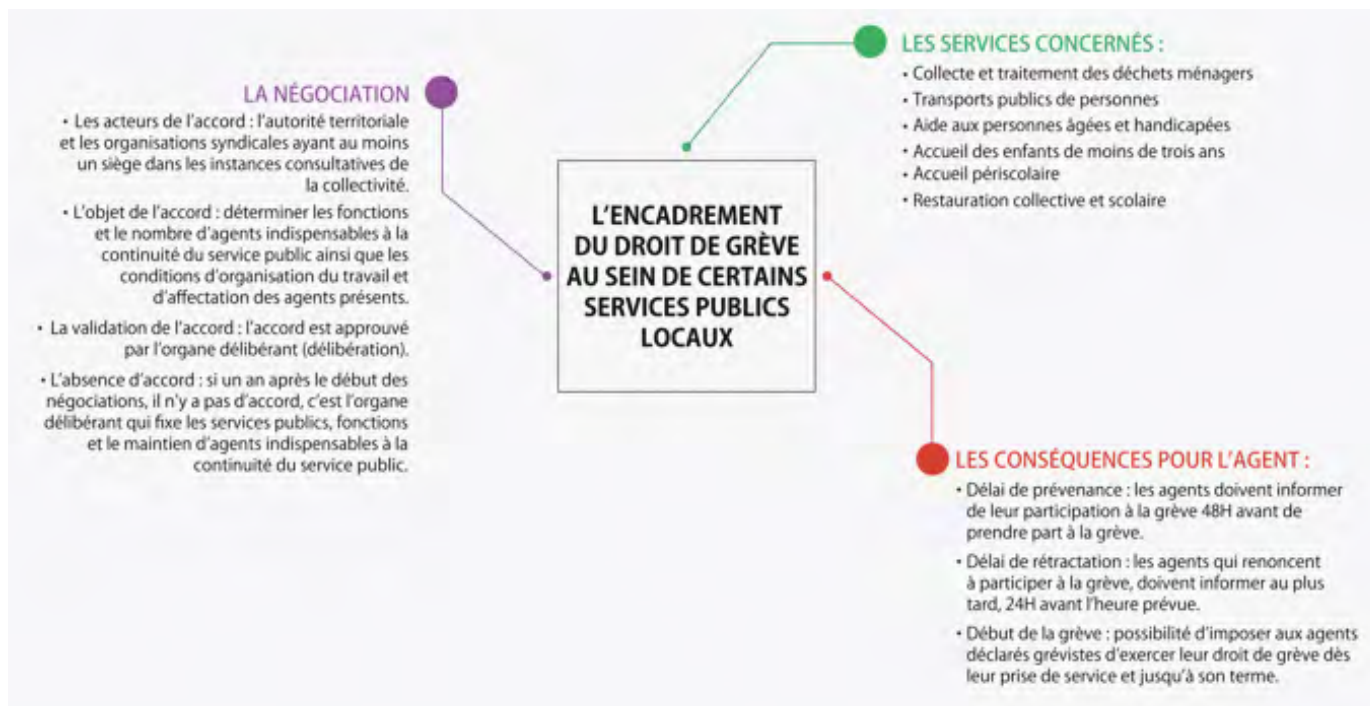 LA NÉGOCIATION
• Les acteurs de l'accord : l'autorité territoriale
et les organisations syndicales ayant au moins
un siège dans les instances consultatives de
la collectivité.
• L'objet de l'accord : déterminer les fonctions
et le nombre d'agents indispensables à la
continuité du service public ainsi que les
conditions d'organisation du travail et
d'affectation des agents présents.
• La validation de l'accord : l'accord est approuvé
par l'organe délibérant (délibération).
• L'absence d'accord : si un an après le début des
négociations, il n'y a pas d'accord, c'est l'organe
délibérant qui fixe les services publics, fonctions
et le maintien d'agents indispensables à la
continuité du service public.
L'ENCADREMENT
DU DROIT DE GRÈVE
AU SEIN DE CERTAINS
SERVICES PUBLICS
LOCAUX
LES SERVICES CONCERNÉS :
• Collecte et traitement des déchets ménagers
• Transports publics de personnes
• Aide aux personnes âgées et handicapées
• Accueil des enfants de moins de trois ans
• Accueil périscolaire
• Restauration collective et scolaire
LES CONSÉQUENCES POUR L'AGENT :
• Délai de prévenance : les agents doivent informer
de leur participation à la grève 48H avant de
prendre part à la grève.
• Délai de rétractation : les agents qui renoncent
à participer à la grève, doivent informer au plus
tard, 24H avant l'heure prévue.
• Début de la grève : possibilité d'imposer aux agents
déclarés grévistes d'exercer leur droit de grève dès
leur prise de service et jusqu'à son terme.